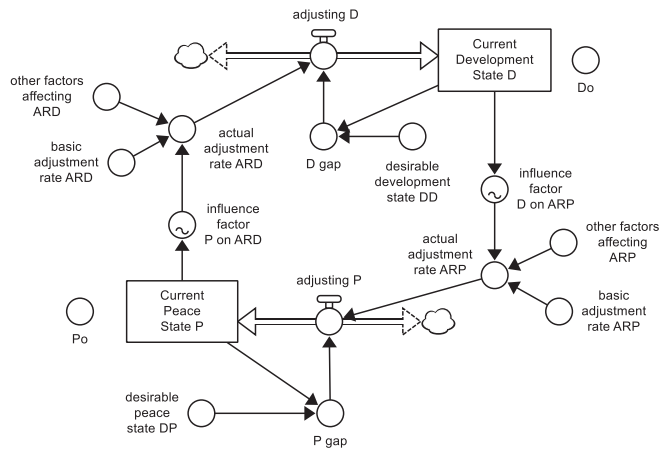 adjusting D
Current
Development
State D
Do
other factors
affecting
ARD
basic
adjustment
rate ARD
actual
adjustment
rate ARD
D gap
desirable
development
state DD
influence
factor
D on ARP
influence
factor
P on ARD
actual
adjustment
rate ARP
other factors
affecting
ARP
basic
adjustment
rate ARP
adjusting P
Current
Peace
State P
Po
desirable
peace
state DP
P gap